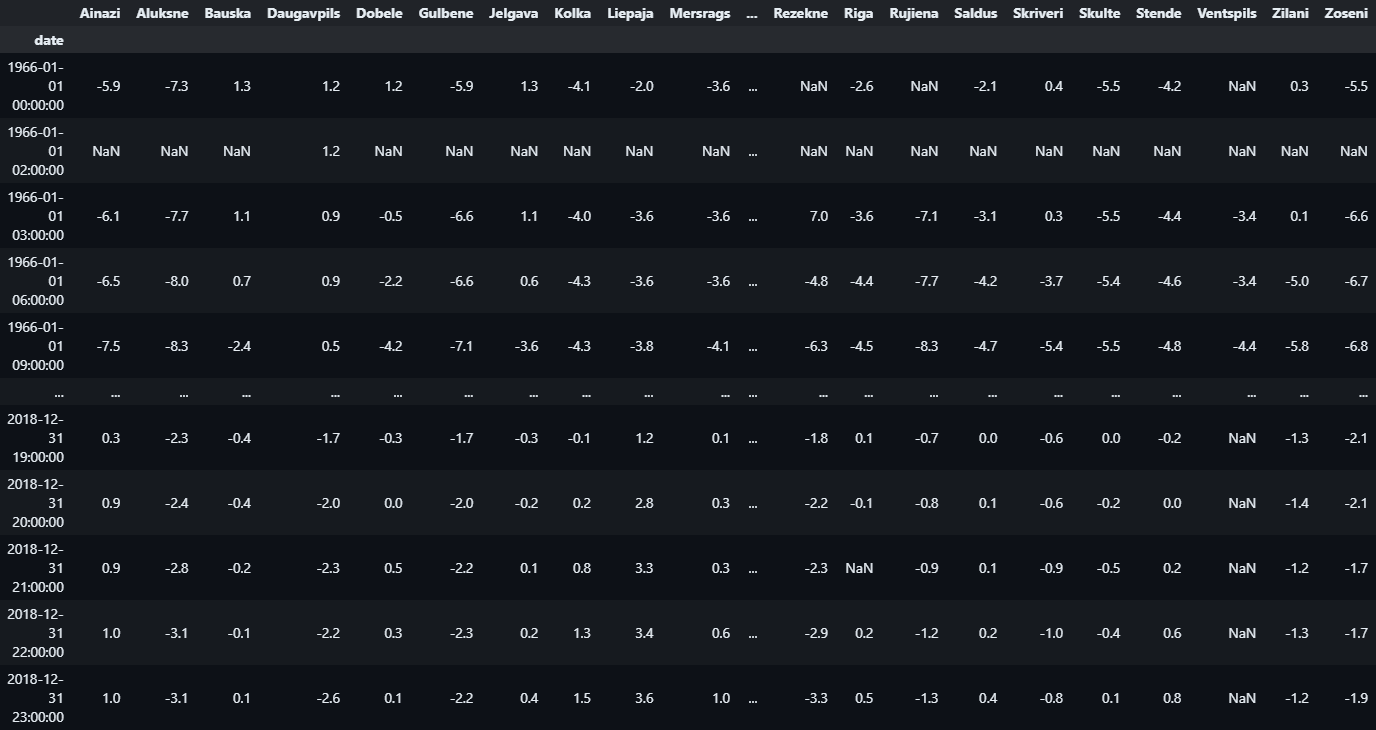 Ainazi Aluksne Bauska Daugavpils Dobele Gulbene Jelgava Kolka Liepaja Mersrags ... Rezekne Riga Rujiena Saldus Skriveri Skulte Stende Ventspils Zilani Zoseni
date
1966-01-
01
00:00:00 -5.9 -7.3 1.3 1.2 1.2 -5.9 1.3 -4.1 -2.0 -3.6 ... NaN -2.6 NaN -2.1 0.4 -5.5 -4.2 NaN 0.3 -5.5
1966-01-
01
02:00:00 NaN NaN NaN 1.2 NaN NaN NaN NaN NaN NaN ... NaN NaN NaN NaN NaN NaN NaN NaN NaN NaN
1966-01-
01
03:00:00 -6.1 -7.7 1.1 0.9 -0.5 -6.6 1.1 -4.0 -3.6 -3.6 ... 7.0 -3.6 -7.1 -3.1 0.3 -5.5 -4.4 -3.4 0.1 -6.6
1966-01-
01
06:00:00 -6.5 -8.0 0.7 0.9 -2.2 -6.6 0.6 -4.3 -3.6 -3.6 ... -4.8 -4.4 -7.7 -4.2 -3.7 -5.4 -4.6 -3.4 -5.0 -6.7
1966-01-
01
09:00:00 -7.5 -8.3 -2.4 0.5 -4.2 -7.1 -3.6 -4.3 -3.8 -4.1 ... -6.3 -4.5 -8.3 -4.7 -5.4 -5.5 -4.8 -4.4 -5.8 -6.8
... ... ... ... ... ... ... ... ... ... ... ... ... ... ... ... ... ... ... ... ... ...
2018-12-
31
19:00:00 0.3 -2.3 -0.4 -1.7 -0.3 -1.7 -0.3 -0.1 1.2 0.1 ... -1.8 0.1 -0.7 0.0 -0.6 0.0 -0.2 NaN -1.3 -2.1
2018-12-
31
20:00:00 0.9 -2.4 -0.4 -2.0 0.0 -2.0 -0.2 0.2 2.8 0.3 ... -2.2 -0.1 -0.8 0.1 -0.6 -0.2 0.0 NaN -1.4 -2.1
2018-12-
31
21:00:00 0.9 -2.8 -0.2 -2.3 0.5 -2.2 0.1 0.8 3.3 0.3 ... -2.3 NaN -0.9 0.1 -0.9 -0.5 0.2 NaN -1.2 -1.7
2018-12-
31
22:00:00 1.0 -3.1 -0.1 -2.2 0.3 -2.3 0.2 1.3 3.4 0.6 ... -2.9 0.2 -1.2 0.2 -1.0 -0.4 0.6 NaN -1.3 -1.7
2018-12-
31
23:00:00 1.0 -3.1 0.1 -2.6 0.1 -2.2 0.4 1.5 3.6 1.0 ... -3.3 0.5 -1.3 0.4 -0.8 0.1 0.8 NaN -1.2 -1.9